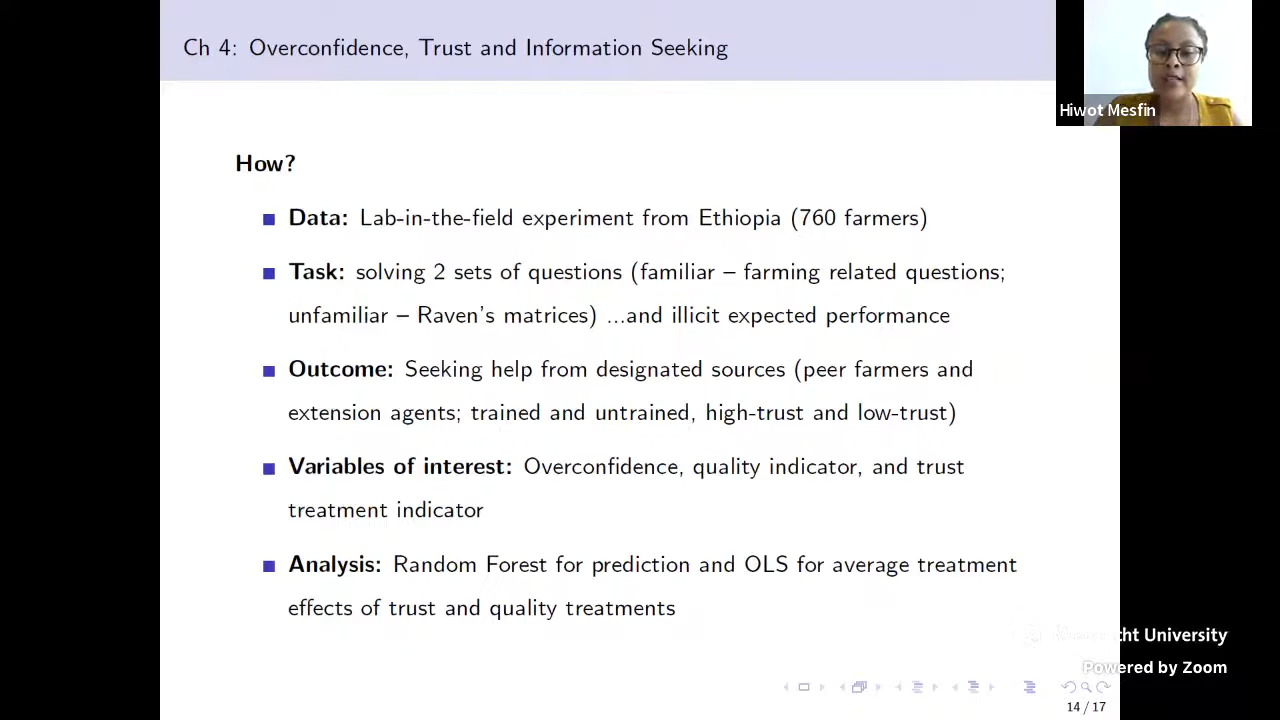 Ch 4: Overconfidence, Trust and Information Seeking
Hiwot Mesfin
How?
Data: Lab-in-the-field experiment from Ethiopia (760 farmers)
Task: solving 2 sets of questions (familiar – farming related questions;
unfamiliar – Raven's matrices) ...and illicit expected performance
Outcome: Seeking help from designated sources (peer farmers and
extension agents; trained and untrained, high-trust and low-trust)
Variables of interest: Overconfidence, quality indicator, and trust
treatment indicator
Analysis: Random Forest for prediction and OLS for average treatment
effects of trust and quality treatments
University
Powered by Zoom
14 / 17